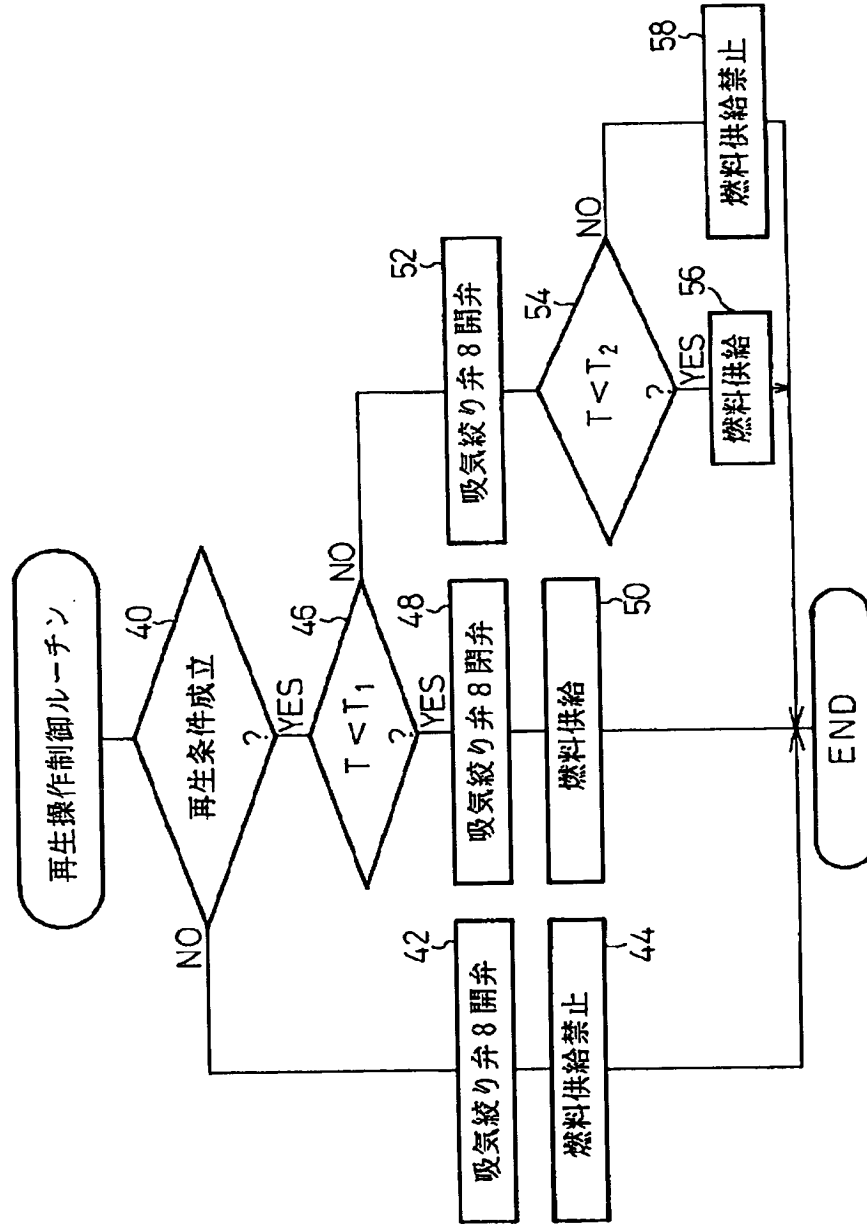 再生操作制御ルーチン
40
再生条件成立
?
NO
YES
46
T<T1
?
NO
YES
42
吸気絞り弁8開弁
48
吸気絞り弁8閉弁
52
吸気絞り弁8開弁
44
燃料供給禁止
50
燃料供給
54
T<T2
?
NO
YES
56
燃料供給
58
燃料供給禁止
END